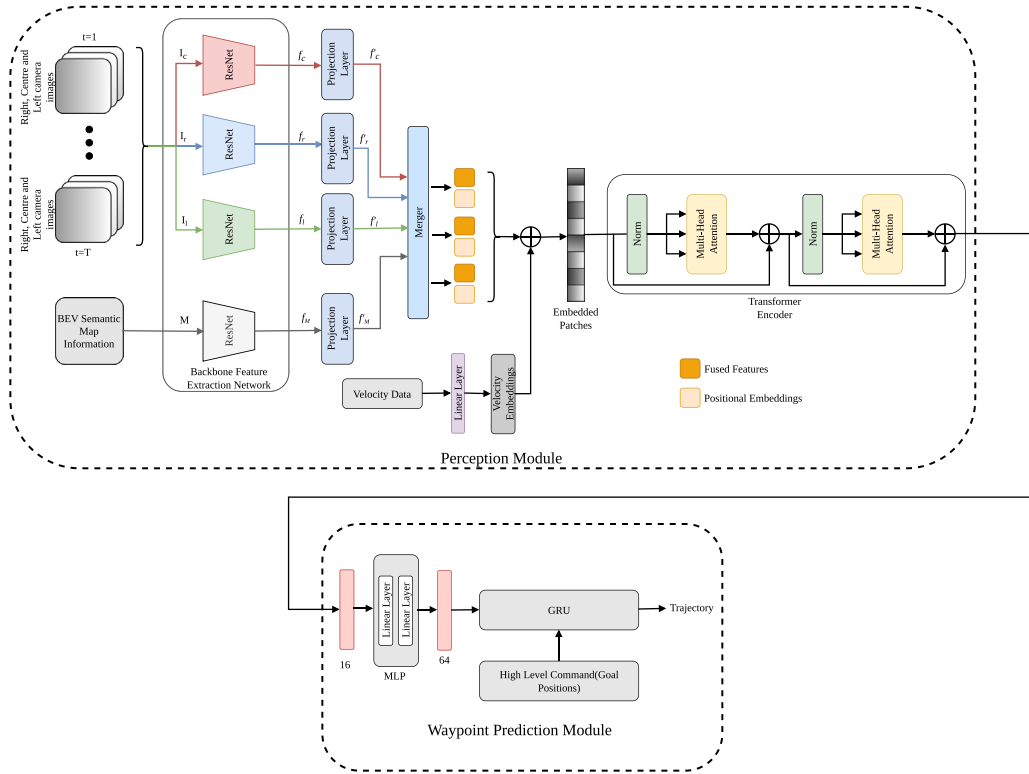 t=1
Right, Centre and
Left camera
images
Right, Centre and
Left camera
images
t=T
BEV Semantic
Map
Information
I_c
I_r
I_l
M
ResNet
ResNet
ResNet
ResNet
Backbone Feature
Extraction Network
f_c
f_r
f_l
f_M
Projection
Layer
Projection
Layer
Projection
Layer
Projection
Layer
f'_c
f'_r
f'_l
f'_M
Merger
Velocity Data
Linear Layer
Velocity
Embeddings
Embedded
Patches
Norm
Multi-Head
Attention
Norm
Multi-Head
Attention
Transformer
Encoder
Fused Features
Positional Embeddings
Perception Module
16
Linear Layer
Linear Layer
MLP
64
GRU
Trajectory
High Level Command(Goal
Positions)
Waypoint Prediction Module